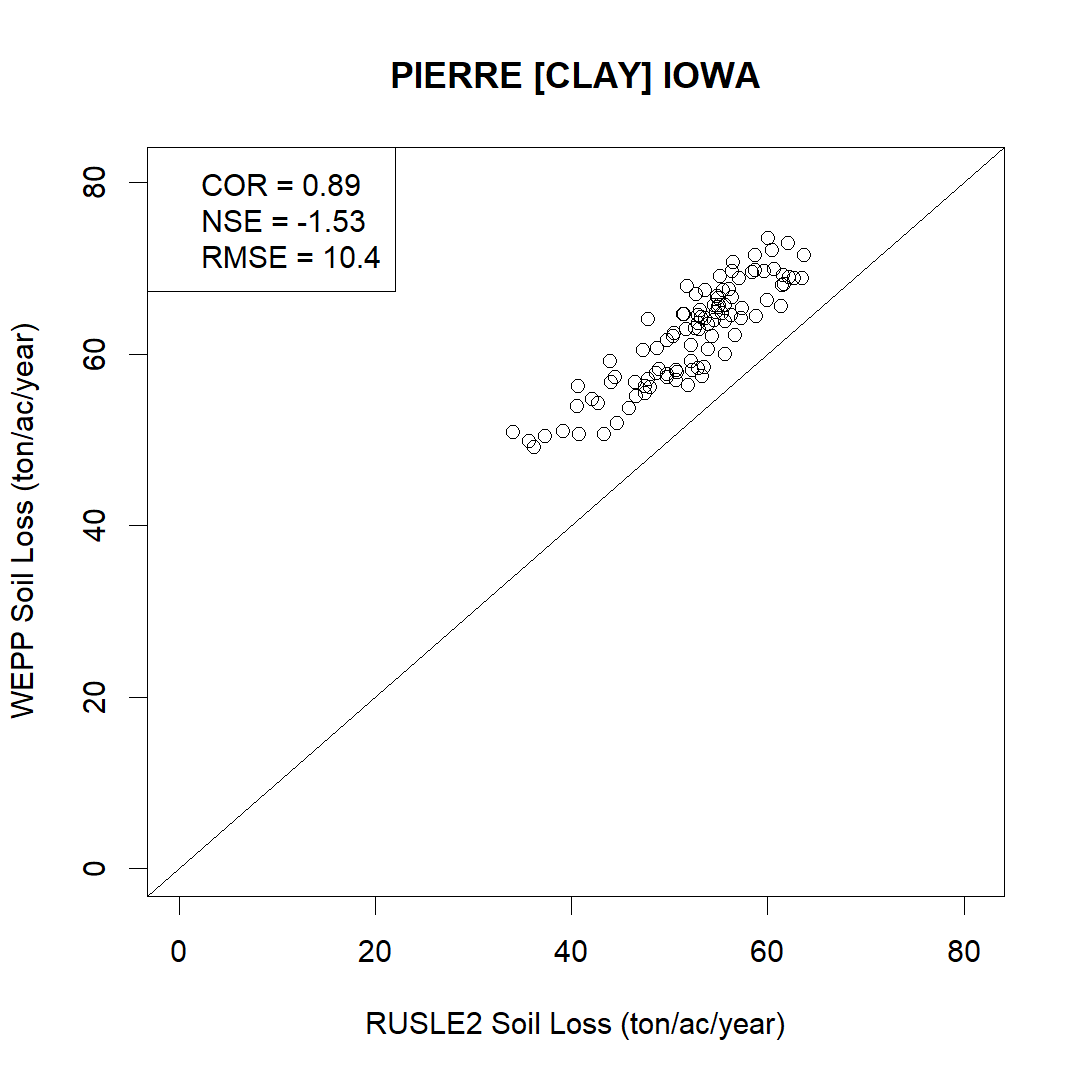 PIERRE [CLAY] IOWA
COR = 0.89
NSE = -1.53
RMSE = 10.4
WEPP Soil Loss (ton/ac/year)
80
60
40
20
0
0 20 40 60 80
RUSLE2 Soil Loss (ton/ac/year)